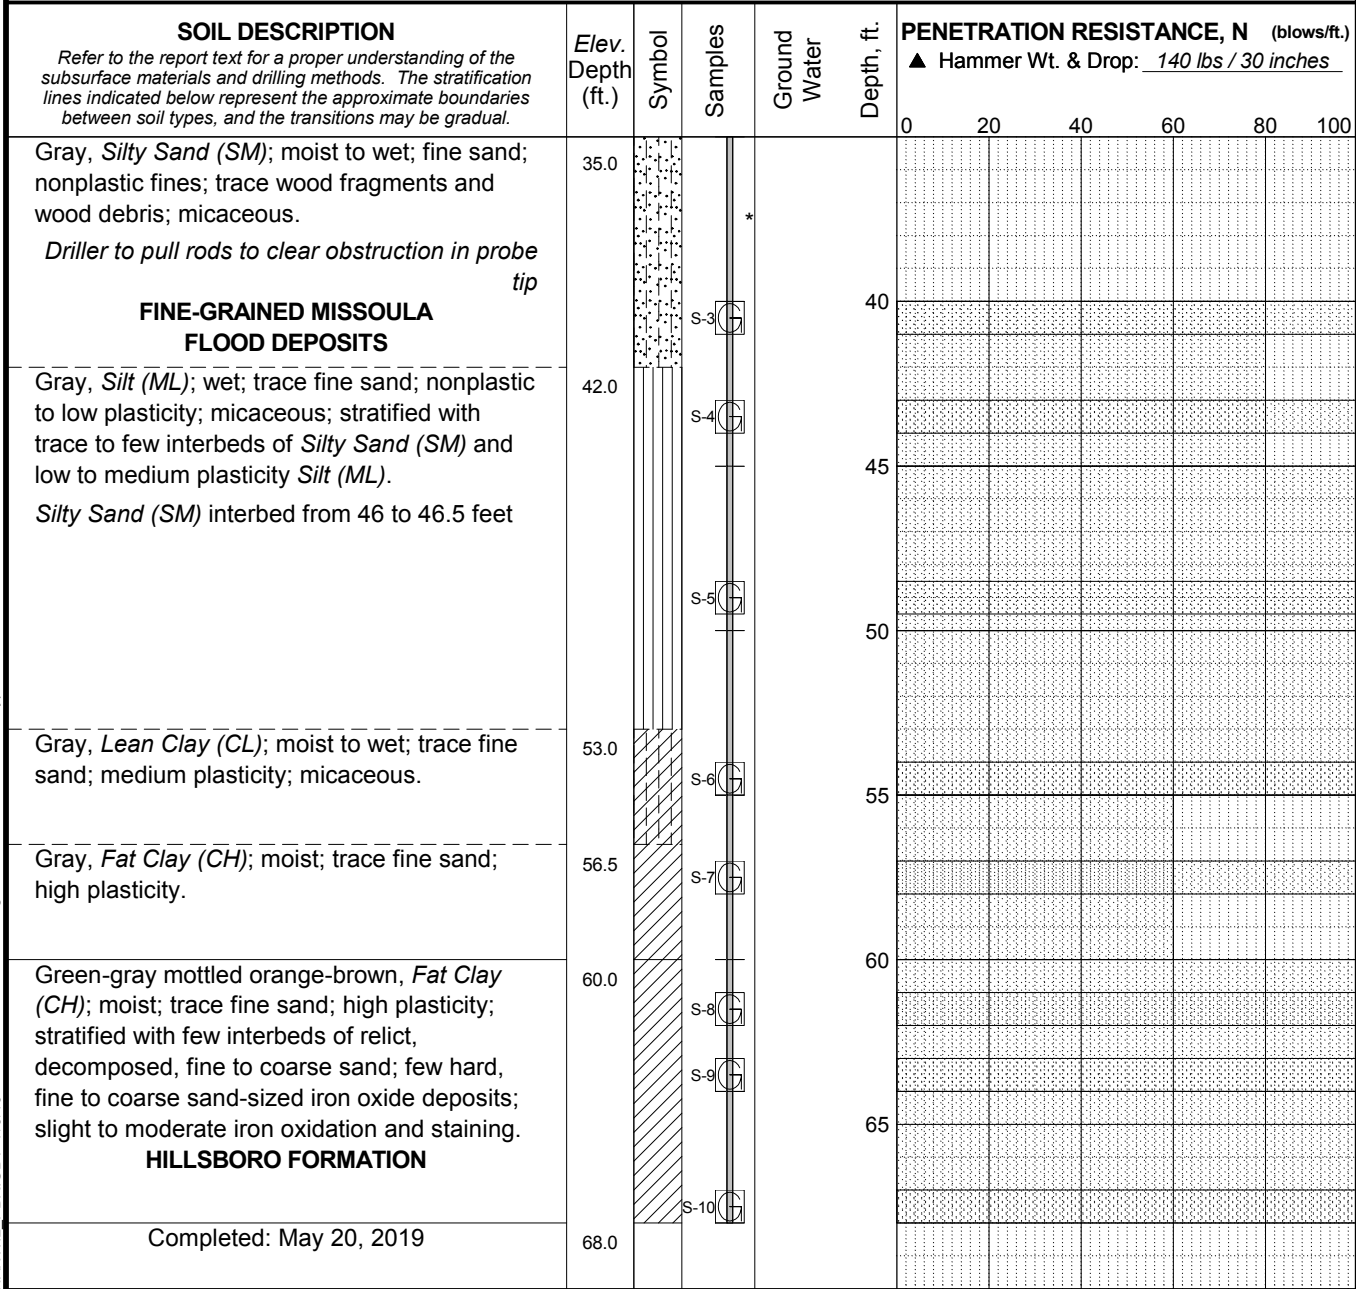 SOIL DESCRIPTION
Refer to the report text for a proper understanding of the
subsurface materials and drilling methods. The stratification
lines indicated below represent the approximate boundaries
between soil types, and the transitions may be gradual.
Elev.
Depth
(ft.)
Symbol
Samples
Ground
Water
Depth, ft.
PENETRATION RESISTANCE, N (blows/ft.)
▲ Hammer Wt. & Drop: 140 lbs / 30 inches
0 20 40 60 80 100
Gray, Silty Sand (SM); moist to wet; fine sand;
nonplastic fines; trace wood fragments and
wood debris; micaceous.
35.0
*
Driller to pull rods to clear obstruction in probe
tip
FINE-GRAINED MISSOULA
FLOOD DEPOSITS
40
S-3 G
Gray, Silt (ML); wet; trace fine sand; nonplastic
to low plasticity; micaceous; stratified with
trace to few interbeds of Silty Sand (SM) and
low to medium plasticity Silt (ML).
42.0
S-4 G
45
Silty Sand (SM) interbed from 46 to 46.5 feet
S-5 G
50
Gray, Lean Clay (CL); moist to wet; trace fine
sand; medium plasticity; micaceous.
53.0
S-6 G
55
Gray, Fat Clay (CH); moist; trace fine sand;
high plasticity.
56.5
S-7 G
60
Green-gray mottled orange-brown, Fat Clay
(CH); moist; trace fine sand; high plasticity;
stratified with few interbeds of relict,
decomposed, fine to coarse sand; few hard,
fine to coarse sand-sized iron oxide deposits;
slight to moderate iron oxidation and staining.
60.0
S-8 G
S-9 G
65
HILLSBORO FORMATION
S-10 G
Completed: May 20, 2019
68.0